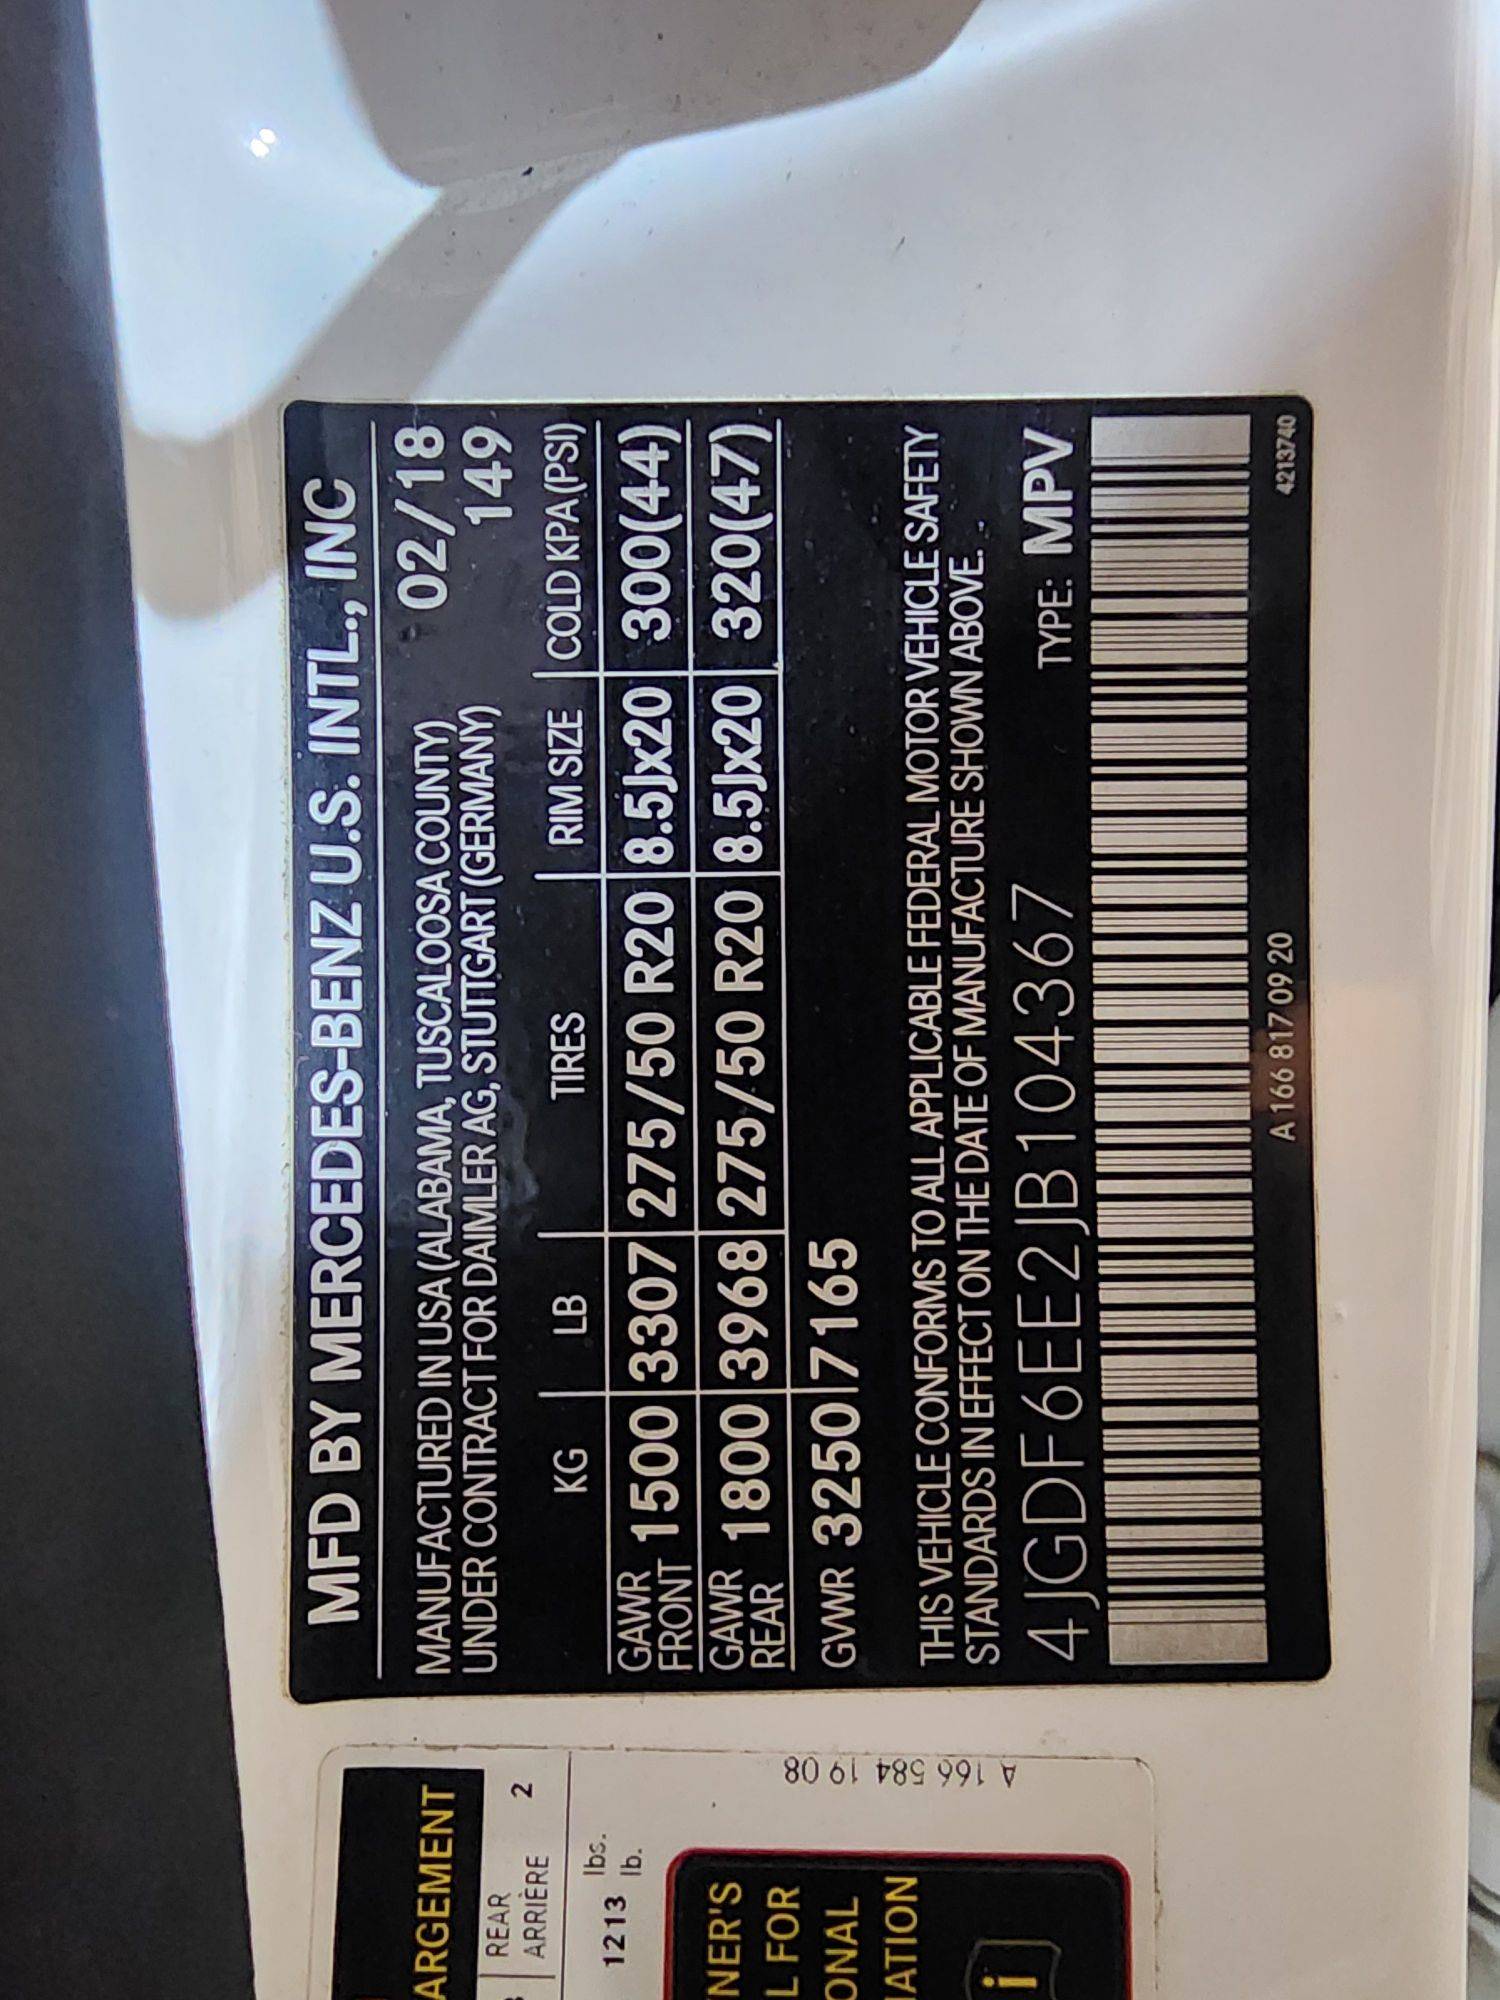 MFD BY MERCEDES-BENZ U.S. INTL., INC
MANUFACTURED IN USA (ALABAMA, TUSCALOOSA COUNTY) 02/18
UNDER CONTRACT FOR DAIMLER AG, STUTTGART (GERMANY) 149
KG LB TIRES RIM SIZE COLD KPA (PSI)
GAWR FRONT 1500 3307 275/50 R20 8.5Jx20 300(44)
GAWR REAR 1800 3968 275/50 R20 8.5Jx20 320(47)
GVWR 3250 7165
THIS VEHICLE CONFORMS TO ALL APPLICABLE FEDERAL MOTOR VEHICLE SAFETY
STANDARDS IN EFFECT ON THE DATE OF MANUFACTURE SHOWN ABOVE.
4JGDF6EE2JB104367 TYPE: MPV
A 166 817 09 20 4213740
ARGEMENT
REAR
ARRIÈRE 2
1213 lbs.
lb.
A 166 584 19 08
NER'S
L FOR
ONAL
ATION
i